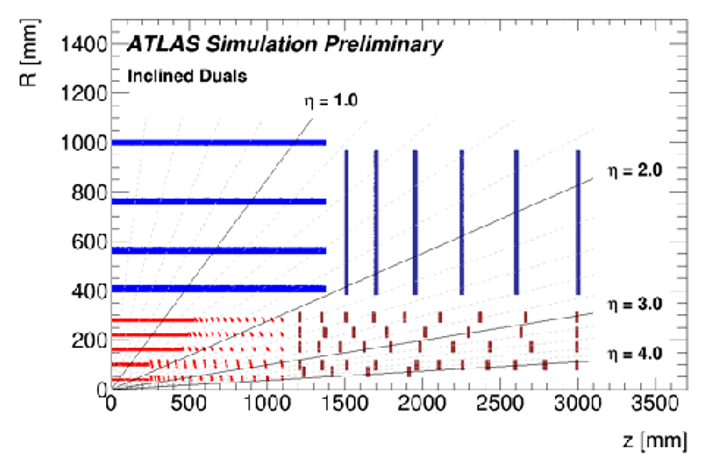 R [mm]
1400
ATLAS Simulation Preliminary
Inclined Duals
1200
η = 1.0
1000
800
η = 2.0
600
400
η = 3.0
200
η = 4.0
0
0 500 1000 1500 2000 2500 3000 3500
z [mm]